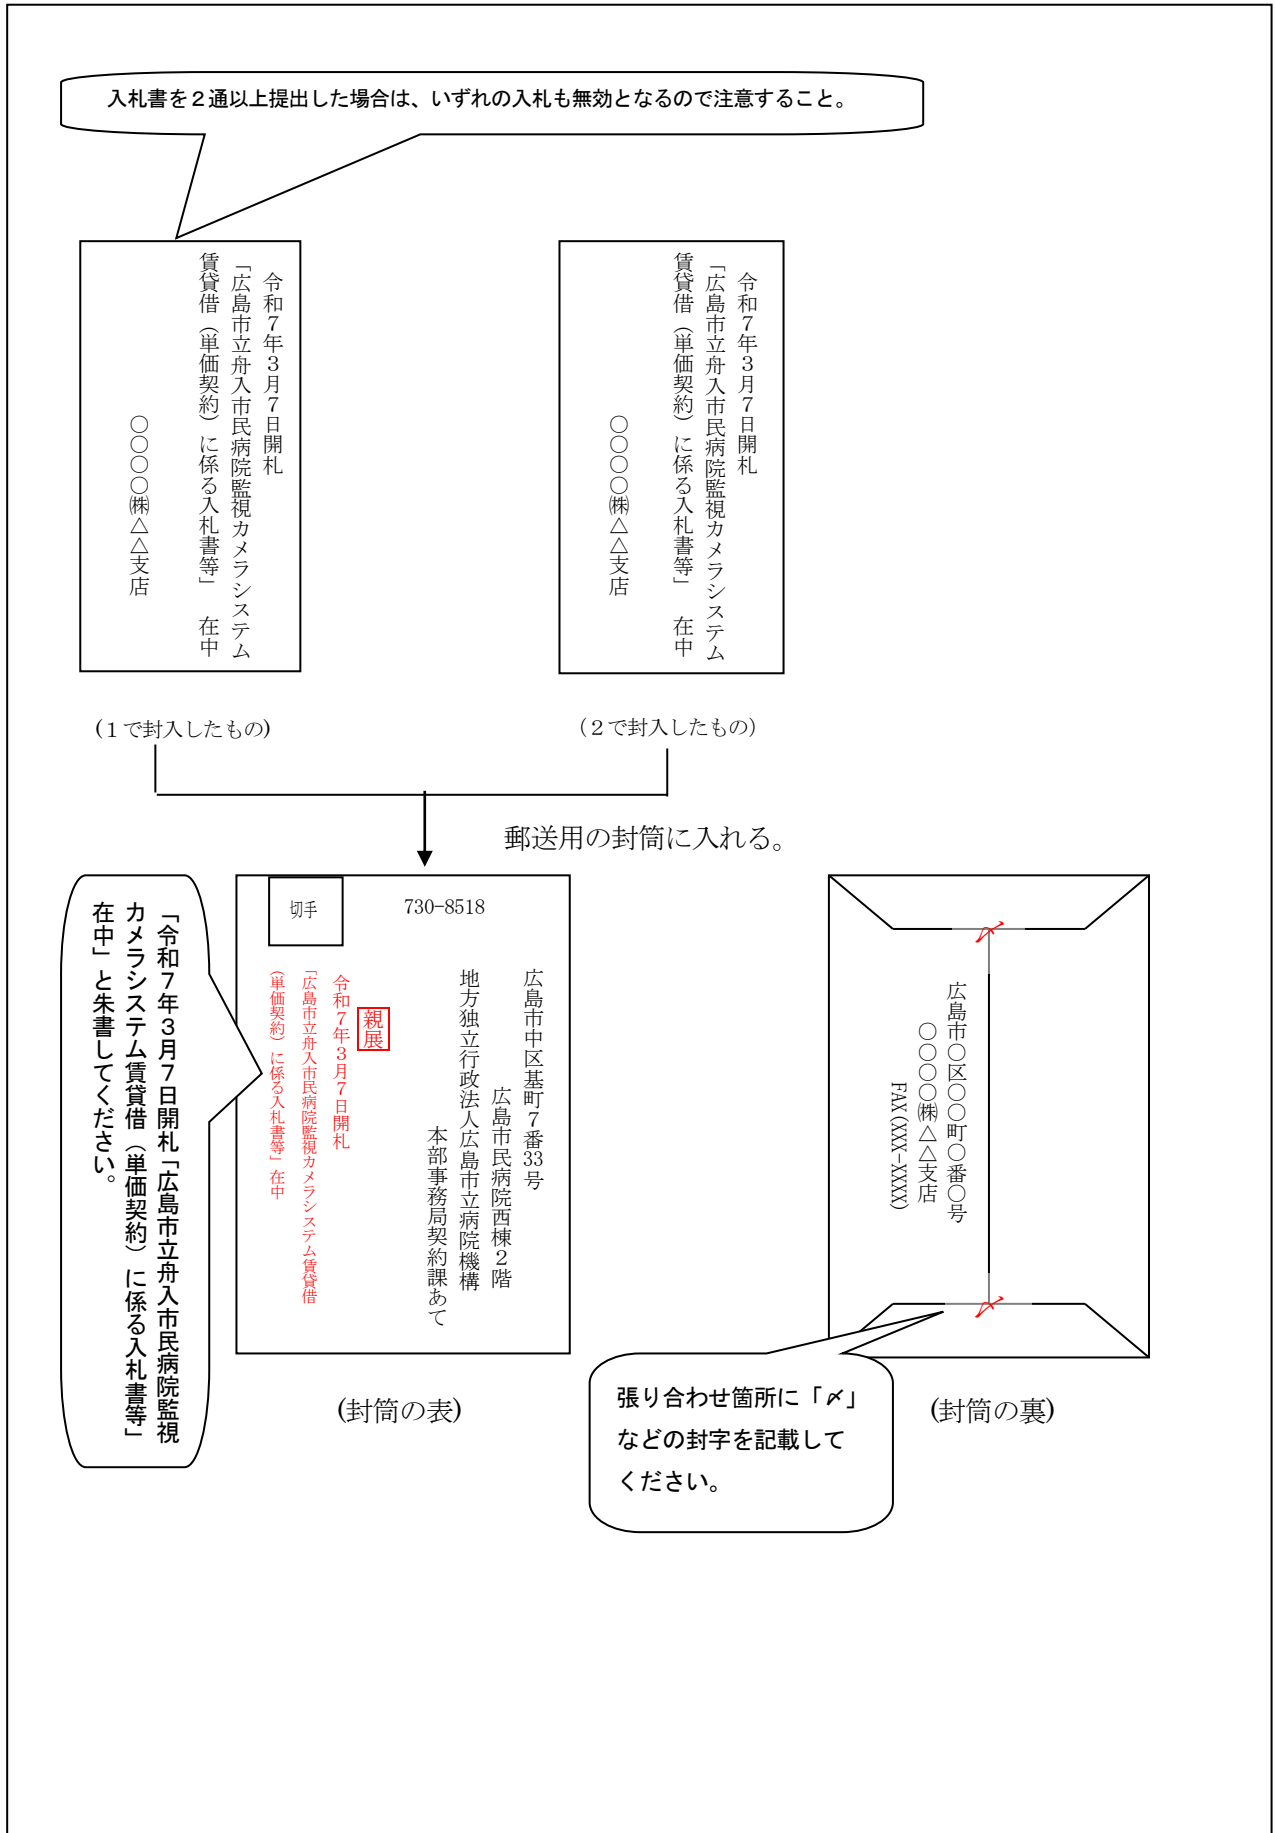 入札書を２通以上提出した場合は、いずれの入札も無効となるので注意すること。
令和７年３月７日開札
「広島市立舟入市民病院監視カメラシステム
賃貸借（単価契約）に係る入札書等」　在中
〇〇〇〇㈱△△支店
令和７年３月７日開札
「広島市立舟入市民病院監視カメラシステム
賃貸借（単価契約）に係る入札書等」　在中
〇〇〇〇㈱△△支店
(１で封入したもの)
（２で封入したもの）
郵送用の封筒に入れる。
「令和７年３月７日開札「広島市立舟入市民病院監視
カメラシステム賃貸借（単価契約）に係る入札書等」
在中」と朱書してください。
切手
730-8518
広島市中区基町７番33号
広島市民病院西棟２階
地方独立行政法人広島市立病院機構
本部事務局契約課あて
親展
令和７年３月７日開札
「広島市立舟入市民病院監視カメラシステム賃貸借
（単価契約）に係る入札書等」在中
(封筒の表)
〆
広島市〇区〇〇町〇番〇号
〇〇〇〇㈱△△支店
FAX(XXX-XXXX)
〆
張り合わせ箇所に「〆」
などの封字を記載して
ください。
(封筒の裏)